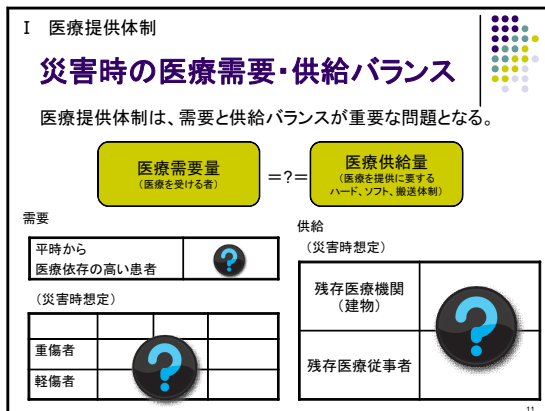 Ⅰ 医療提供体制
災害時の医療需要・供給バランス
医療提供体制は、需要と供給バランスが重要な問題となる。
医療需要量
(医療を受ける者)
=?=
医療供給量
(医療を提供に要する
ハード、ソフト、搬送体制)
需要
平時から
医療依存の高い患者
?
(災害時想定)
重傷者
軽傷者
?
供給
(災害時想定)
残存医療機関
(建物)
残存医療従事者
?
11